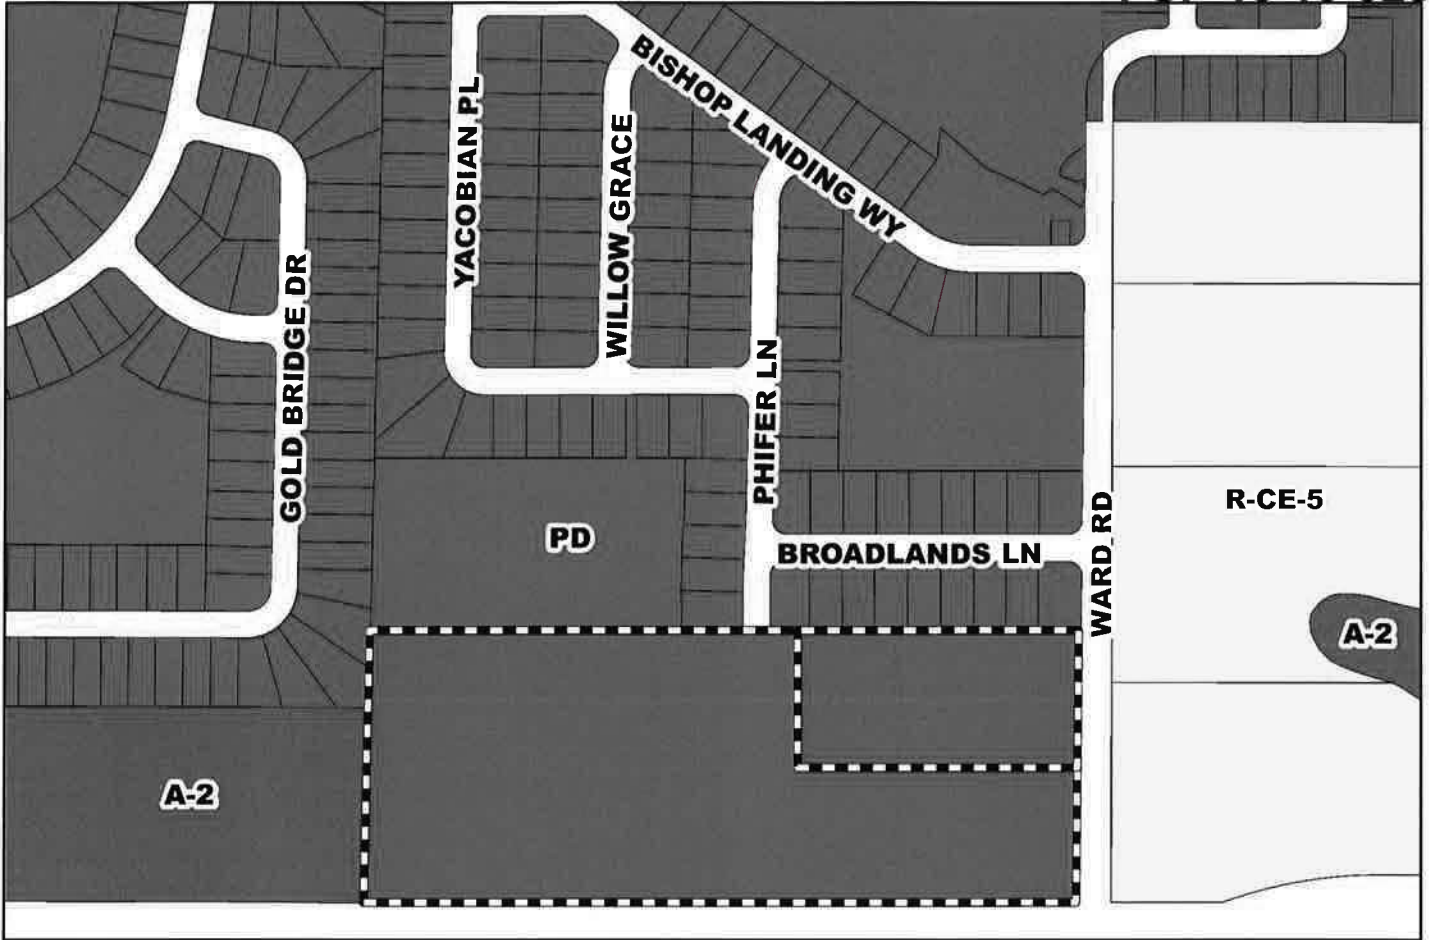 BISHOP LANDING WY
YACOBIAN PL
WILLOW GRACE
GOLD BRIDGE DR
PHIFER LN
WARD RD
R-CE-5
PD
BROADLANDS LN
A-2
A-2